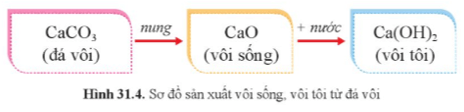 CaCO₃ nung CaO + nước Ca(OH)₂
(đá vôi) (vôi sống) (vôi tôi)
Hình 31.4. Sơ đồ sản xuất vôi sống, vôi tôi từ đá vôi